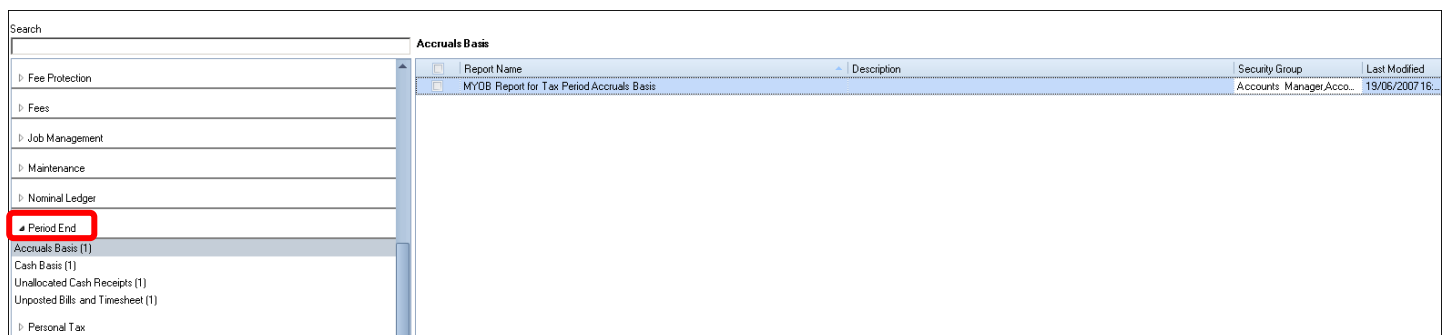 Search
Accruals Basis
Report Name Description Security Group Last Modified
MYOB Report for Tax Period Accruals Basis Accounts Manager,Acco... 19/06/2007 16:...
Fee Protection
Fees
Job Management
Maintenance
Nominal Ledger
Period End
Accruals Basis (1)
Cash Basis (1)
Unallocated Cash Receipts (1)
Unposted Bills and Timesheet (1)
Personal Tax